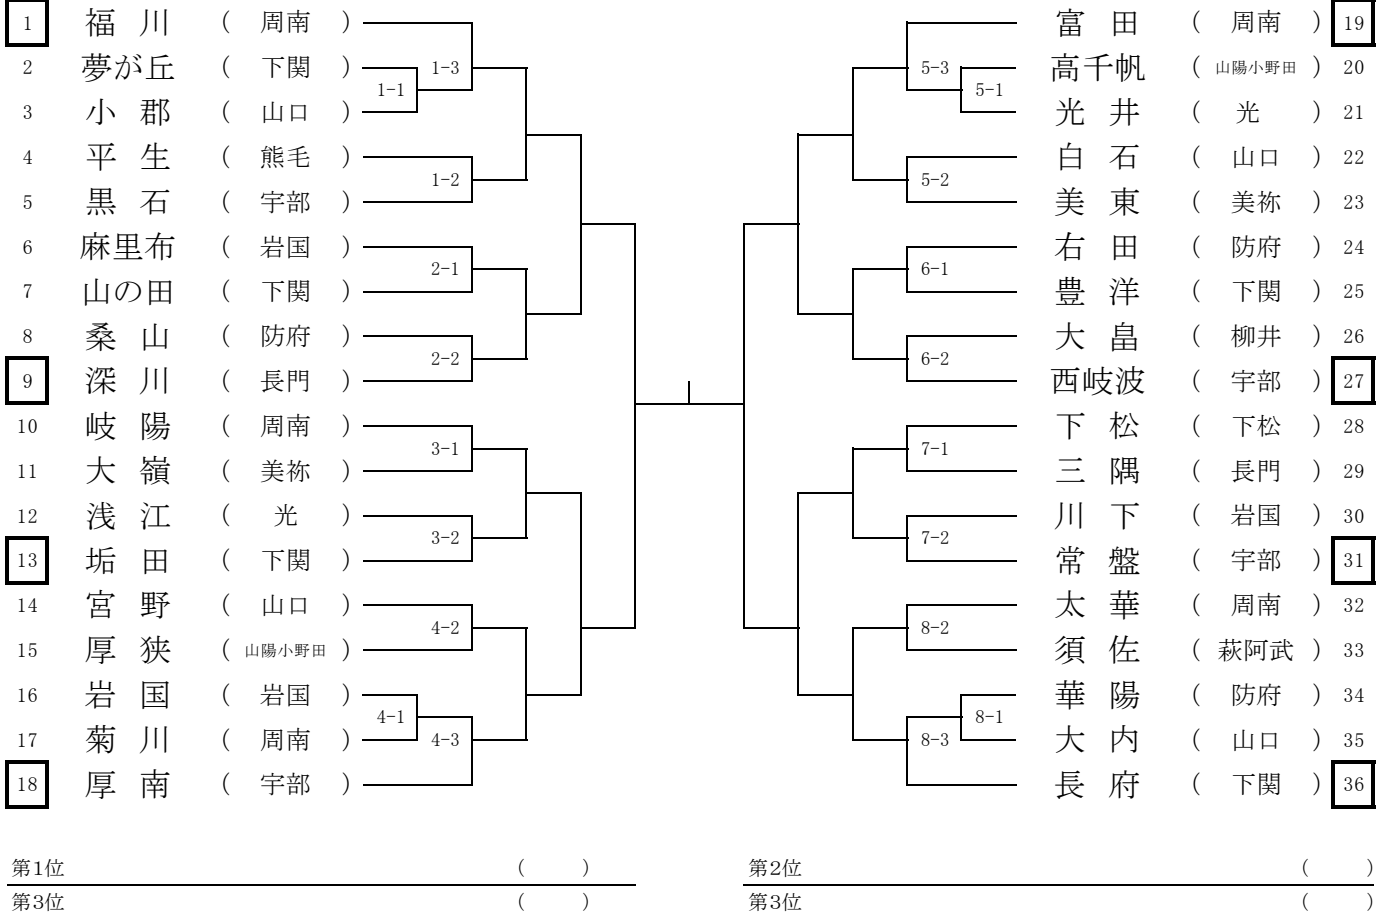 1 福川 （ 周南 ） 富田 （ 周南 ） 19
2 夢が丘 （ 下関 ） 1-3 5-3 高千帆 （ 山陽小野田 ） 20
1-1 5-1
3 小郡 （ 山口 ） 光井 （ 光 ） 21
4 平生 （ 熊毛 ） 白石 （ 山口 ） 22
1-2 5-2
5 黒石 （ 宇部 ） 美東 （ 美祢 ） 23
6 麻里布 （ 岩国 ） 右田 （ 防府 ） 24
2-1 6-1
7 山の田 （ 下関 ） 豊洋 （ 下関 ） 25
8 桑山 （ 防府 ） 大畠 （ 柳井 ） 26
2-2 6-2
9 深川 （ 長門 ） 西岐波 （ 宇部 ） 27
10 岐陽 （ 周南 ） 下松 （ 下松 ） 28
3-1 7-1
11 大嶺 （ 美祢 ） 三隅 （ 長門 ） 29
12 浅江 （ 光 ） 川下 （ 岩国 ） 30
3-2 7-2
13 垢田 （ 下関 ） 常盤 （ 宇部 ） 31
14 宮野 （ 山口 ） 太華 （ 周南 ） 32
4-2 8-2
15 厚狭 （ 山陽小野田 ） 須佐 （ 萩阿武 ） 33
16 岩国 （ 岩国 ） 華陽 （ 防府 ） 34
4-1 8-1
17 菊川 （ 周南 ） 4-3 8-3 大内 （ 山口 ） 35
18 厚南 （ 宇部 ） 長府 （ 下関 ） 36
第1位 （ ） 第2位 （ ）
第3位 （ ） 第3位 （ ）